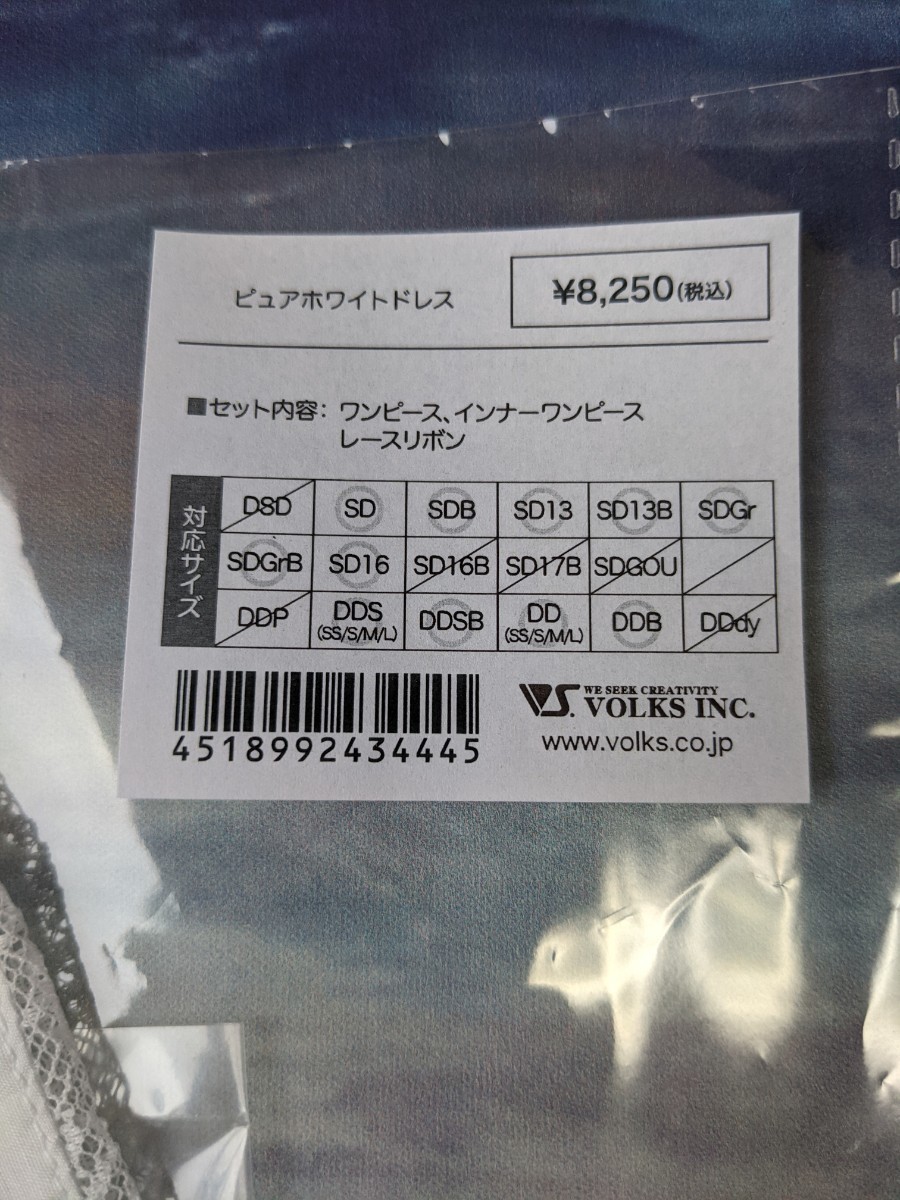 ピュアホワイトドレス ¥8,250(税込)
■セット内容: ワンピース、インナーワンピース
レースリボン
対応サイズ
DSD SD SDB SD13 SD13B SDGr
SDGrB SD16 SD16B SD17B SDGOU
DDP DDS (SS/S/M/L) DDSB DD (SS/S/M/L) DDB DDdy
4518992434445
VS. WE SEEK CREATIVITY
VOLKS INC.
www.volks.co.jp